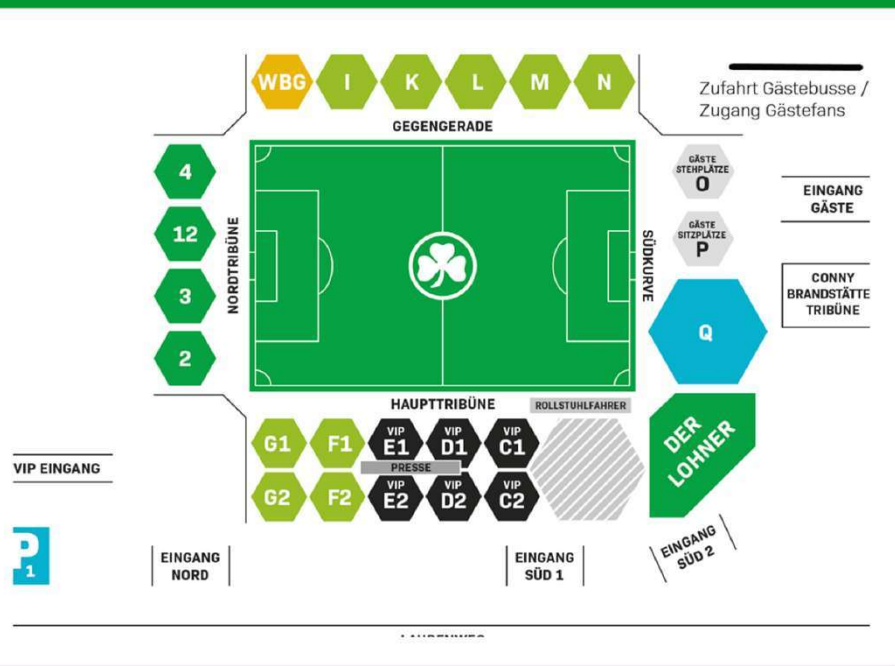 WBG
I
K
L
M
N
Zufahrt Gästebusse /
Zugang Gästefans
GEGENGERADE
4
12
3
2
NORDTRIBÜNE
SÜDKURVE
GÄSTE
STEHPLÄTZE
O
GÄSTE
SITZPLÄTZE
P
Q
EINGANG
GÄSTE
CONNY
BRANDSTÄTTE
TRIBÜNE
HAUPTTRIBÜNE
ROLLSTUHLFAHRER
G1
F1
VIP
E1
VIP
D1
VIP
C1
PRESSE
G2
F2
VIP
E2
VIP
D2
VIP
C2
DER
LOHNER
VIP EINGANG
P
1
EINGANG
NORD
EINGANG
SÜD 1
EINGANG
SÜD 2